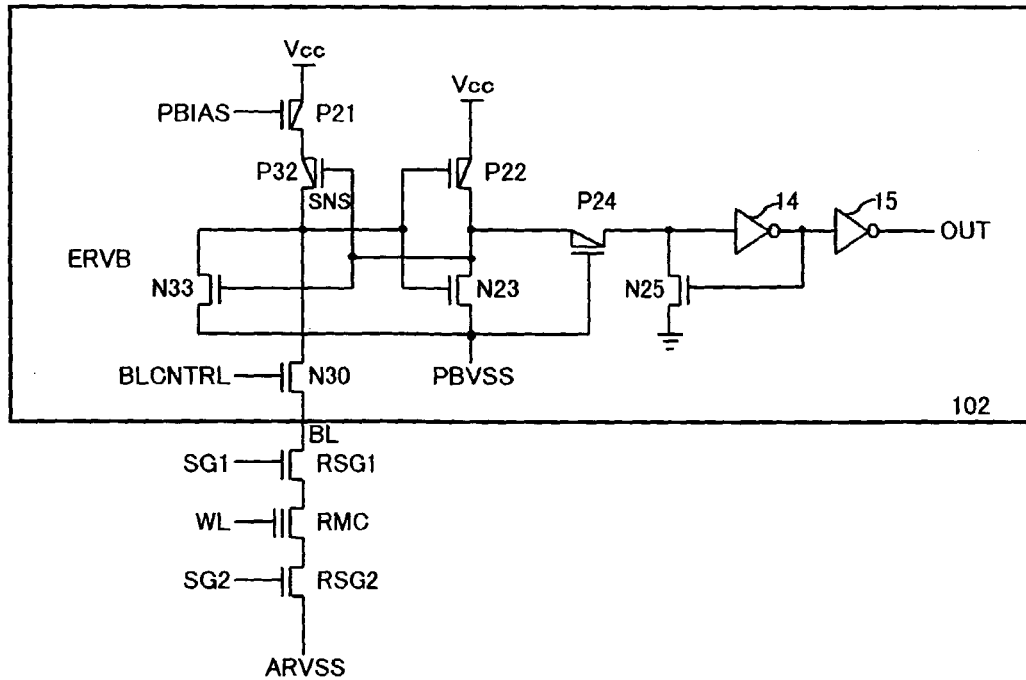 Vcc
Vcc
PBIAS
P21
P32
P22
P24
14
15
SNS
OUT
ERVB
N33
N23
N25
BLCNTRL
N30
PBVSS
102
BL
SG1
RSG1
WL
RMC
SG2
RSG2
ARVSS